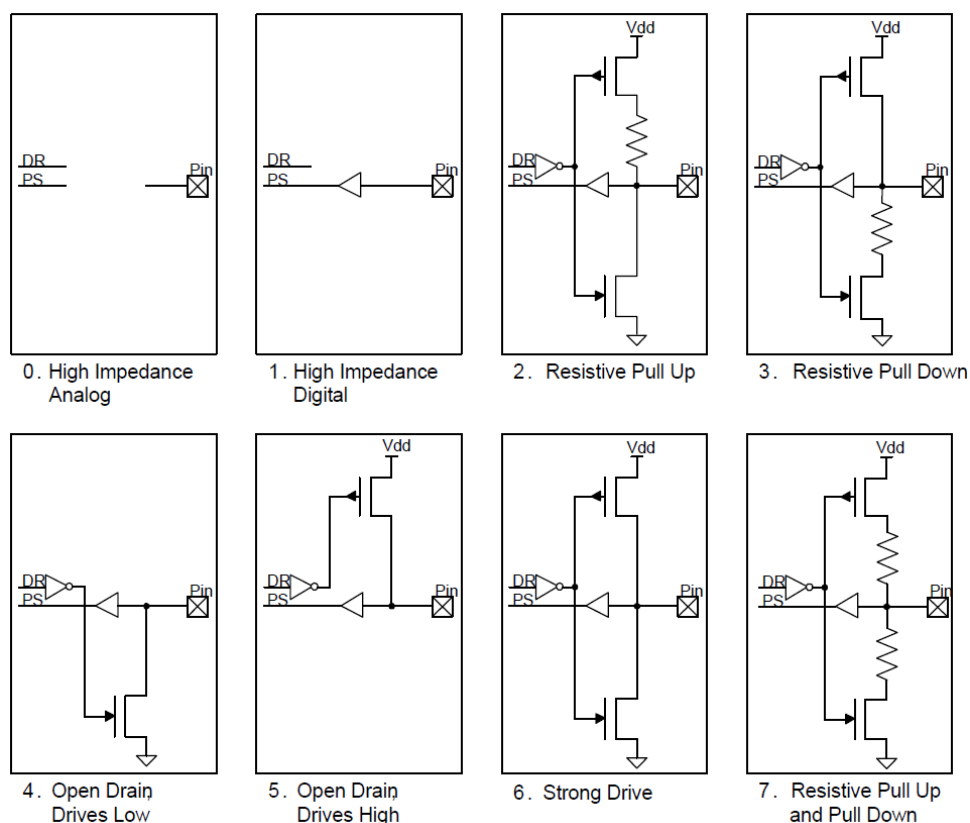 DR
PS
Pin
0. High Impedance
Analog
DR
PS
Pin
1. High Impedance
Digital
Vdd
DR
PS
Pin
2. Resistive Pull Up
Vdd
DR
PS
Pin
3. Resistive Pull Down
DR
PS
Pin
4. Open Drain,
Drives Low
Vdd
DR
PS
Pin
5. Open Drain,
Drives High
Vdd
DR
PS
Pin
6. Strong Drive
Vdd
DR
PS
Pin
7. Resistive Pull Up
and Pull Down